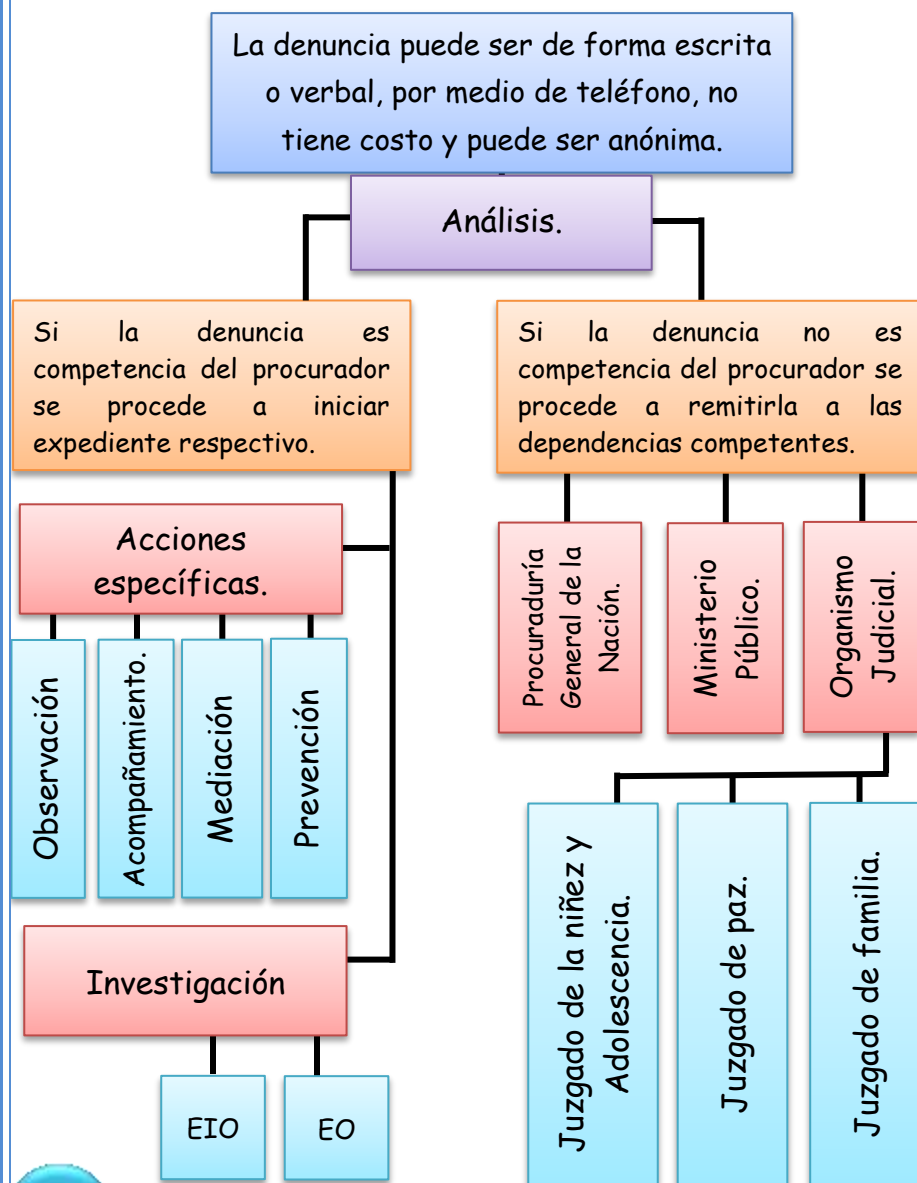 La denuncia puede ser de forma escrita
o verbal, por medio de teléfono, no
tiene costo y puede ser anónima.
Análisis.
Si la denuncia es
competencia del procurador
se procede a iniciar
expediente respectivo.
Si la denuncia no es
competencia del procurador se
procede a remitirla a las
dependencias competentes.
Acciones
específicas.
Observación
Acompañamiento.
Mediación
Prevención
Investigación
EIO
EO
Procuraduría
General de la
Nación.
Ministerio
Público.
Organismo
Judicial.
Juzgado de la niñez y
Adolescencia.
Juzgado de paz.
Juzgado de familia.